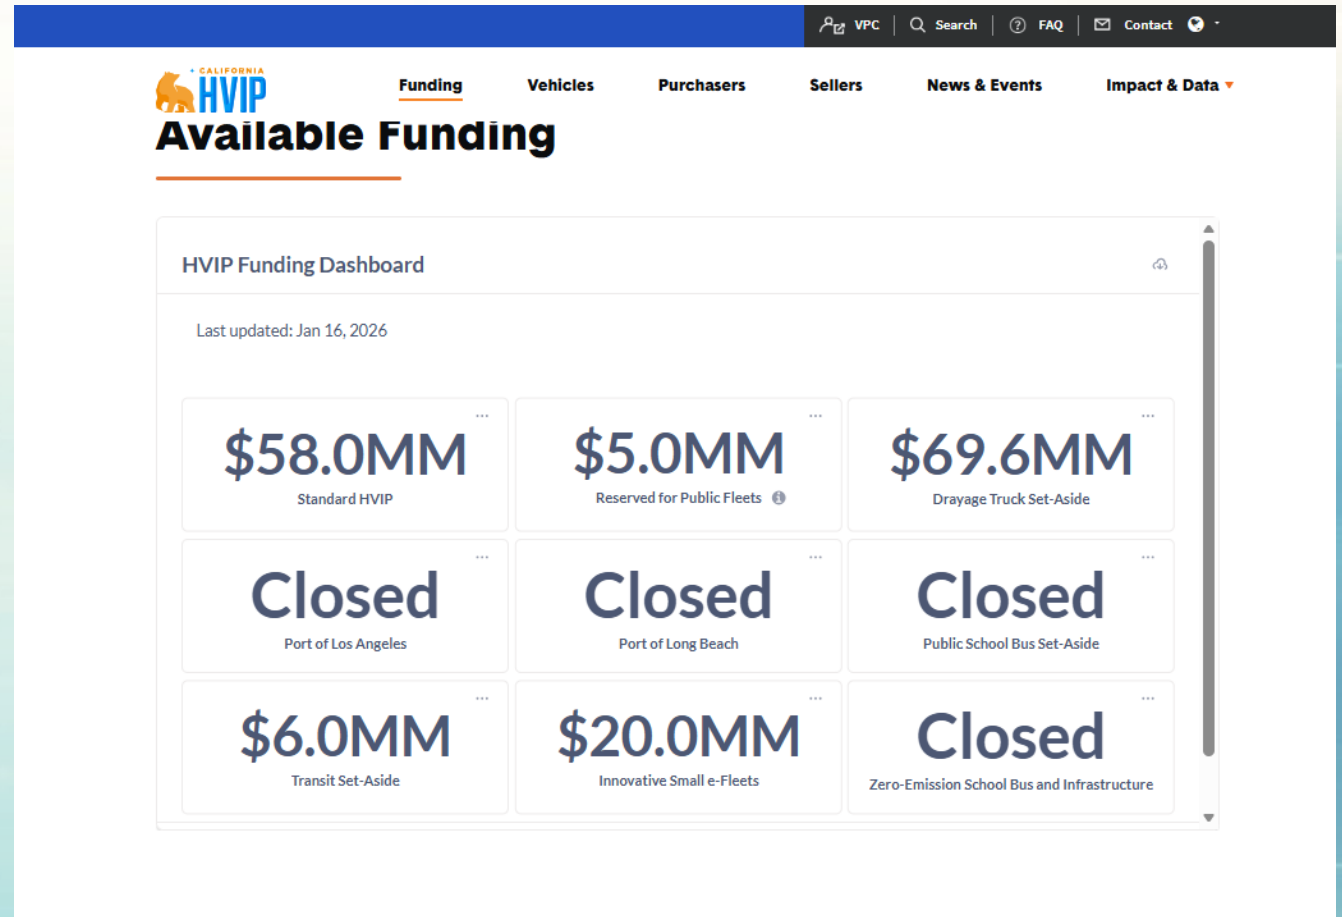 VPC
Search
FAQ
Contact
CALIFORNIA
HVIP
Funding
Vehicles
Purchasers
Sellers
News & Events
Impact & Data
Available Funding
HVIP Funding Dashboard
Last updated: Jan 16, 2026
$58.0MM
Standard HVIP
$5.0MM
Reserved for Public Fleets
$69.6MM
Drayage Truck Set-Aside
Closed
Port of Los Angeles
Closed
Port of Long Beach
Closed
Public School Bus Set-Aside
$6.0MM
Transit Set-Aside
$20.0MM
Innovative Small e-Fleets
Closed
Zero-Emission School Bus and Infrastructure